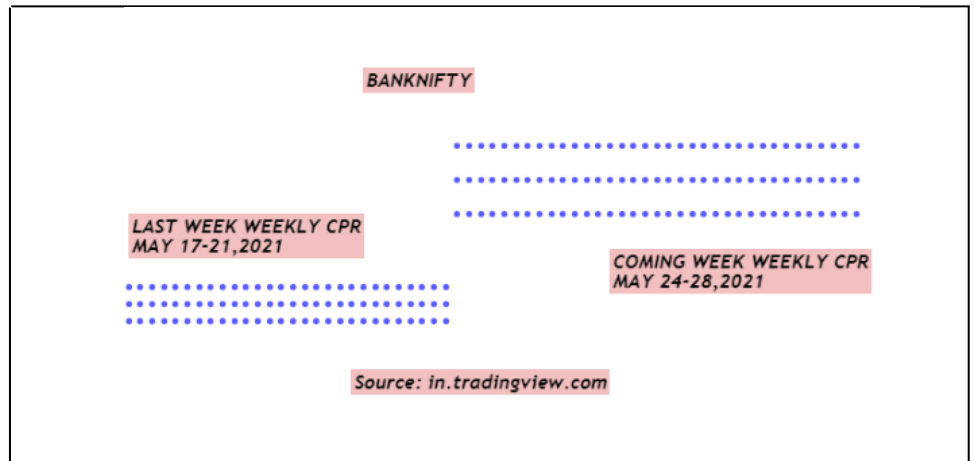 BANKNIFTY
LAST WEEK WEEKLY CPR
MAY 17-21,2021
COMING WEEK WEEKLY CPR
MAY 24-28,2021
Source: in.tradingview.com